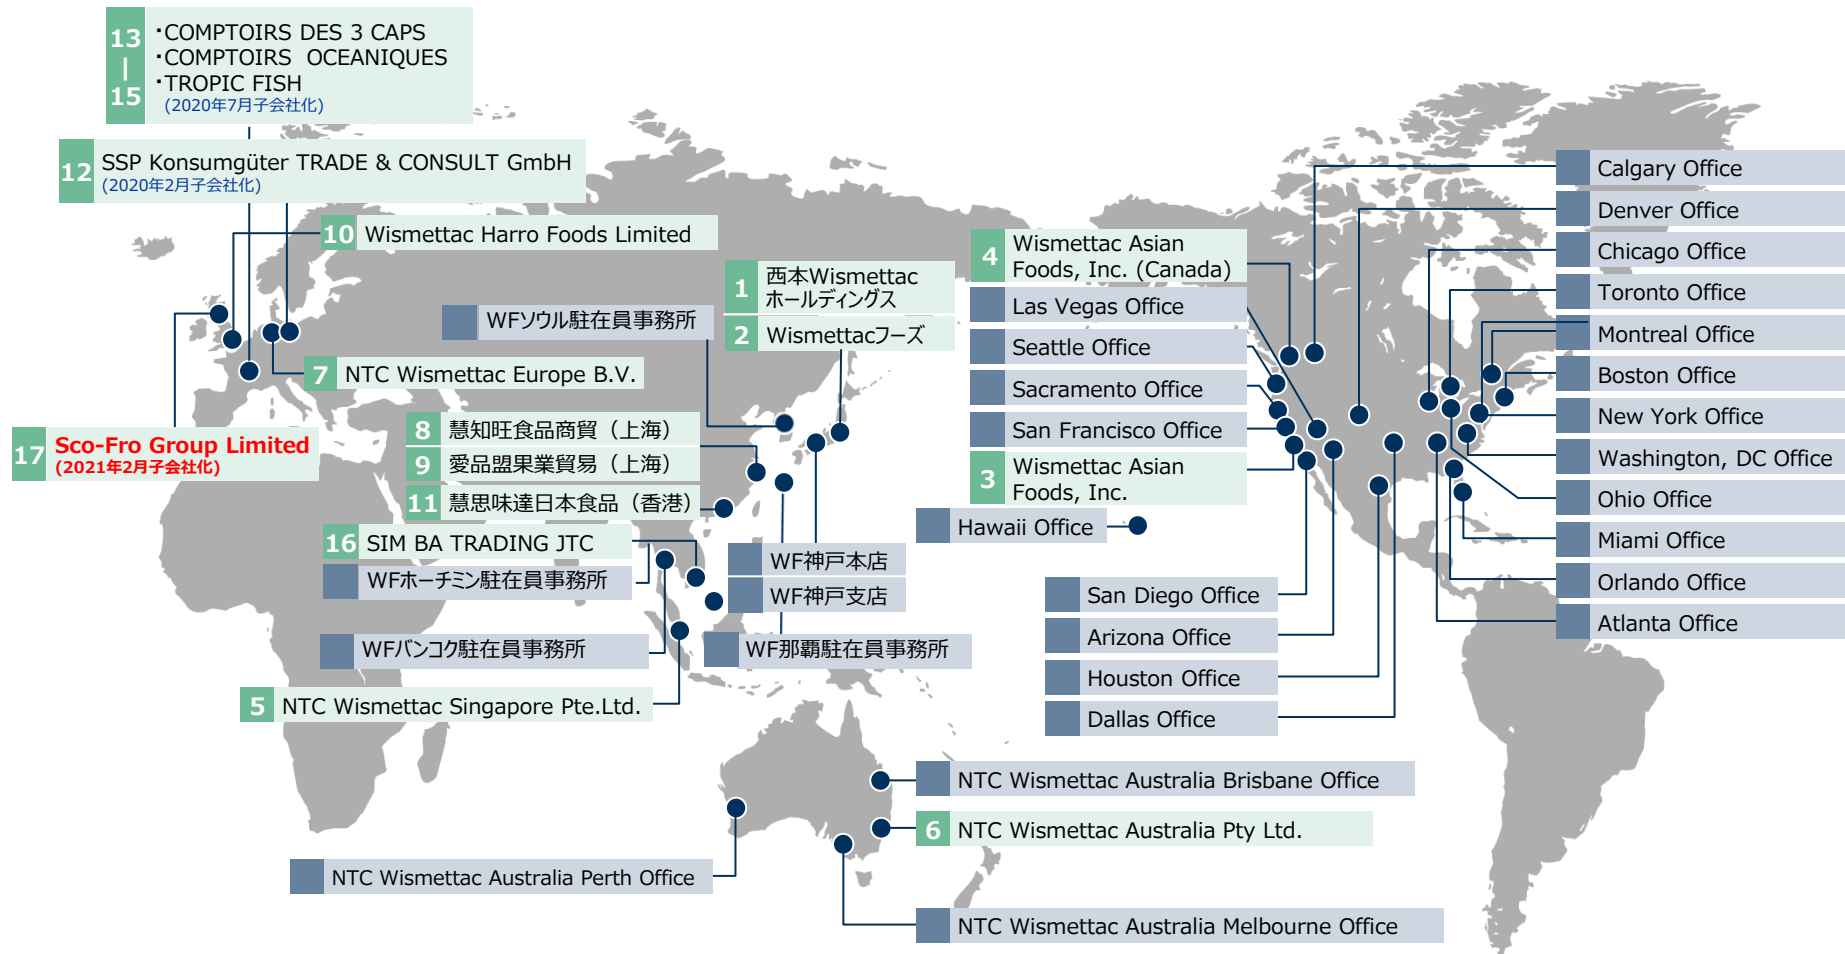 13
|
15
・COMPTOIRS DES 3 CAPS
・COMPTOIRS OCEANIQUES
・TROPIC FISH
(2020年7月子会社化)
12
SSP Konsumgüter TRADE & CONSULT GmbH
(2020年2月子会社化)
10 Wismettac Harro Foods Limited
WFソウル駐在員事務所
1 西本Wismettac
ホールディングス
2 Wismettacフーズ
7 NTC Wismettac Europe B.V.
17 Sco-Fro Group Limited
(2021年2月子会社化)
8 慧知旺食品商貿（上海）
9 愛品盟果業貿易（上海）
11 慧思味達日本食品（香港）
16 SIM BA TRADING JTC
WFホーチミン駐在員事務所
WFバンコク駐在員事務所
5 NTC Wismettac Singapore Pte.Ltd.
WF神戸本店
WF神戸支店
WF那覇駐在員事務所
4 Wismettac Asian
Foods, Inc. (Canada)
Las Vegas Office
Seattle Office
Sacramento Office
San Francisco Office
3 Wismettac Asian
Foods, Inc.
Hawaii Office
San Diego Office
Arizona Office
Houston Office
Dallas Office
Calgary Office
Denver Office
Chicago Office
Toronto Office
Montreal Office
Boston Office
New York Office
Washington, DC Office
Ohio Office
Miami Office
Orlando Office
Atlanta Office
NTC Wismettac Australia Brisbane Office
6 NTC Wismettac Australia Pty Ltd.
NTC Wismettac Australia Perth Office
NTC Wismettac Australia Melbourne Office